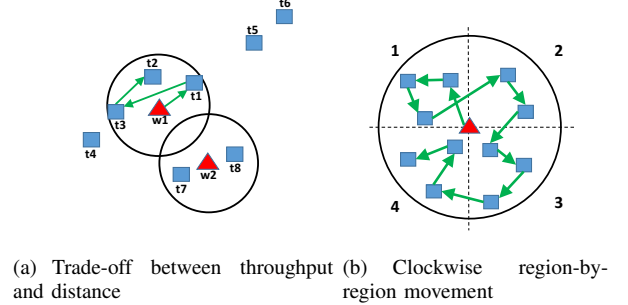 t6
t5
t2
t1
t3
w1
t4
t8
w2
t7
1
2
4
3
(a) Trade-off between throughput
and distance
(b) Clockwise region-by-
region movement